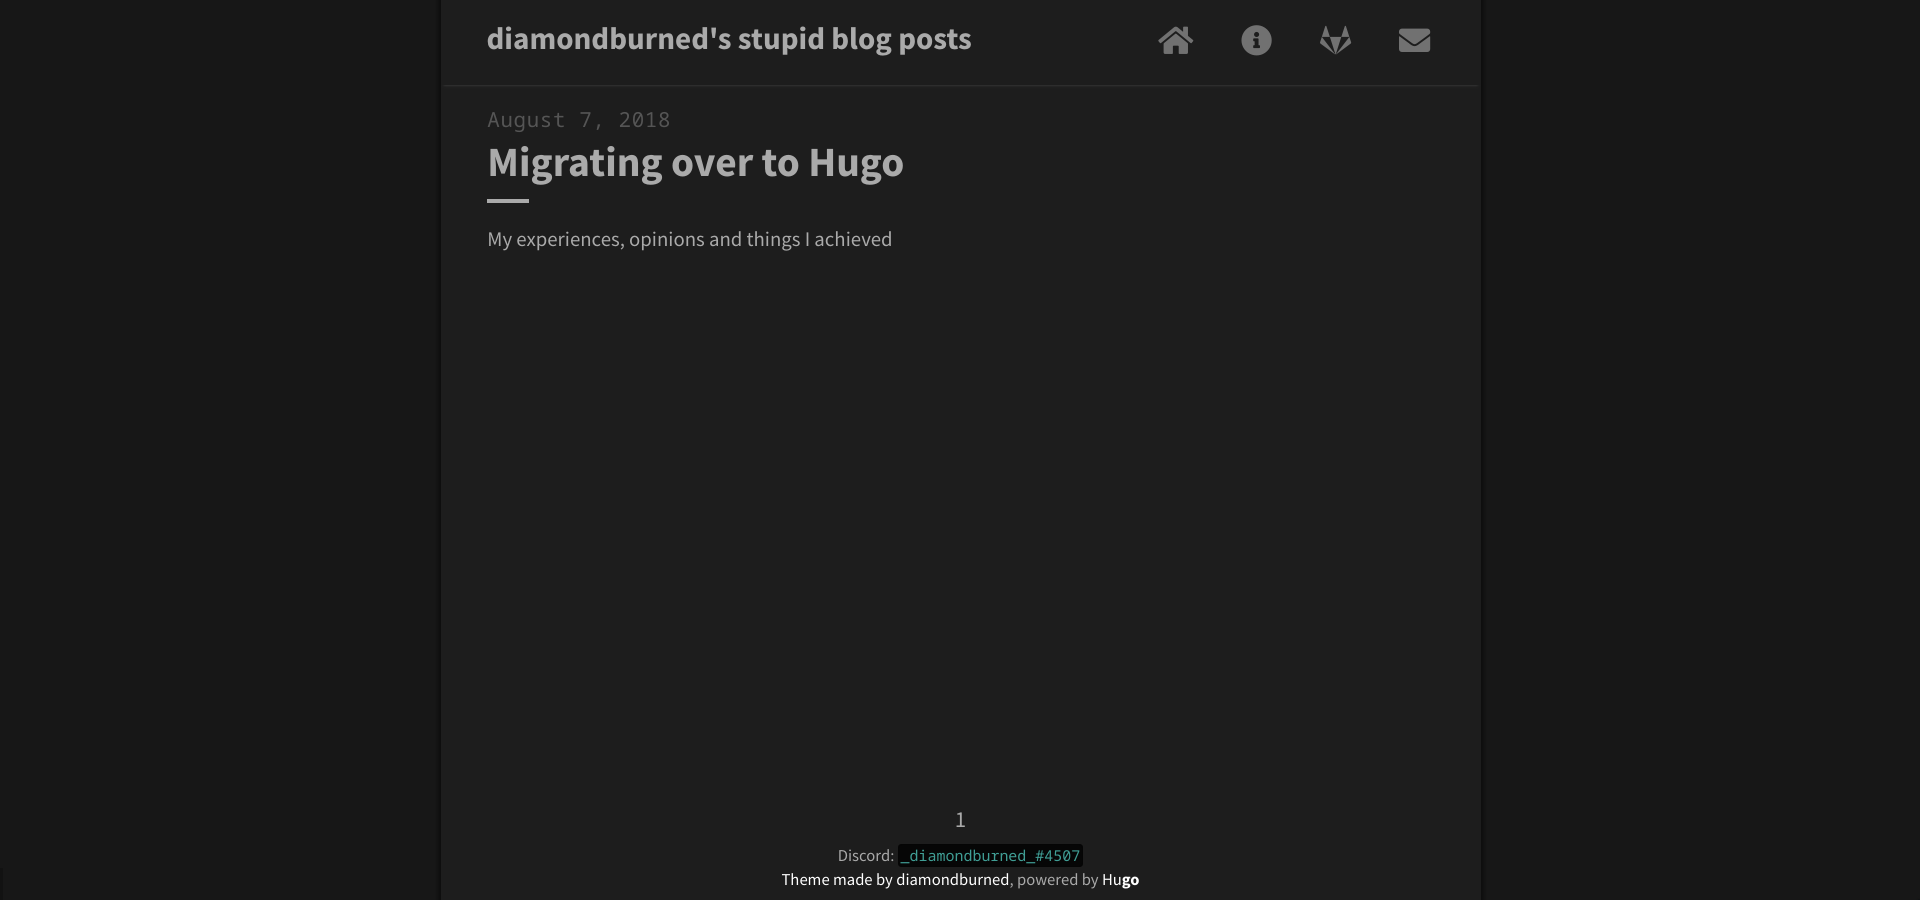 diamondburned's stupid blog posts
August 7, 2018
Migrating over to Hugo
My experiences, opinions and things I achieved
1
Discord: _diamondburned_#4507
Theme made by diamondburned, powered by Hugo